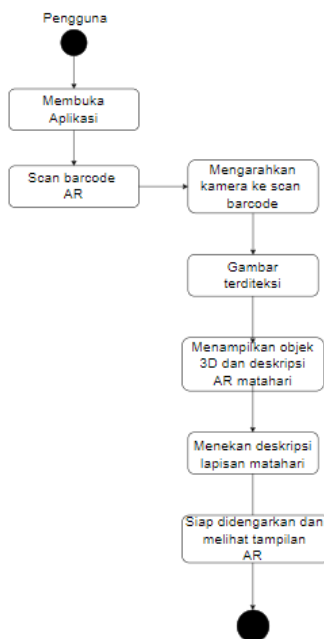 Pengguna
Membuka
Aplikasi
Scan barcode
AR
Mengarahkan
kamera ke scan
barcode
Gambar
terditeksi
Menampilkan objek
3D dan deskripsi
AR matahari
Menekan deskripsi
lapisan matahari
Siap didengarkan dan
melihat tampilan
AR